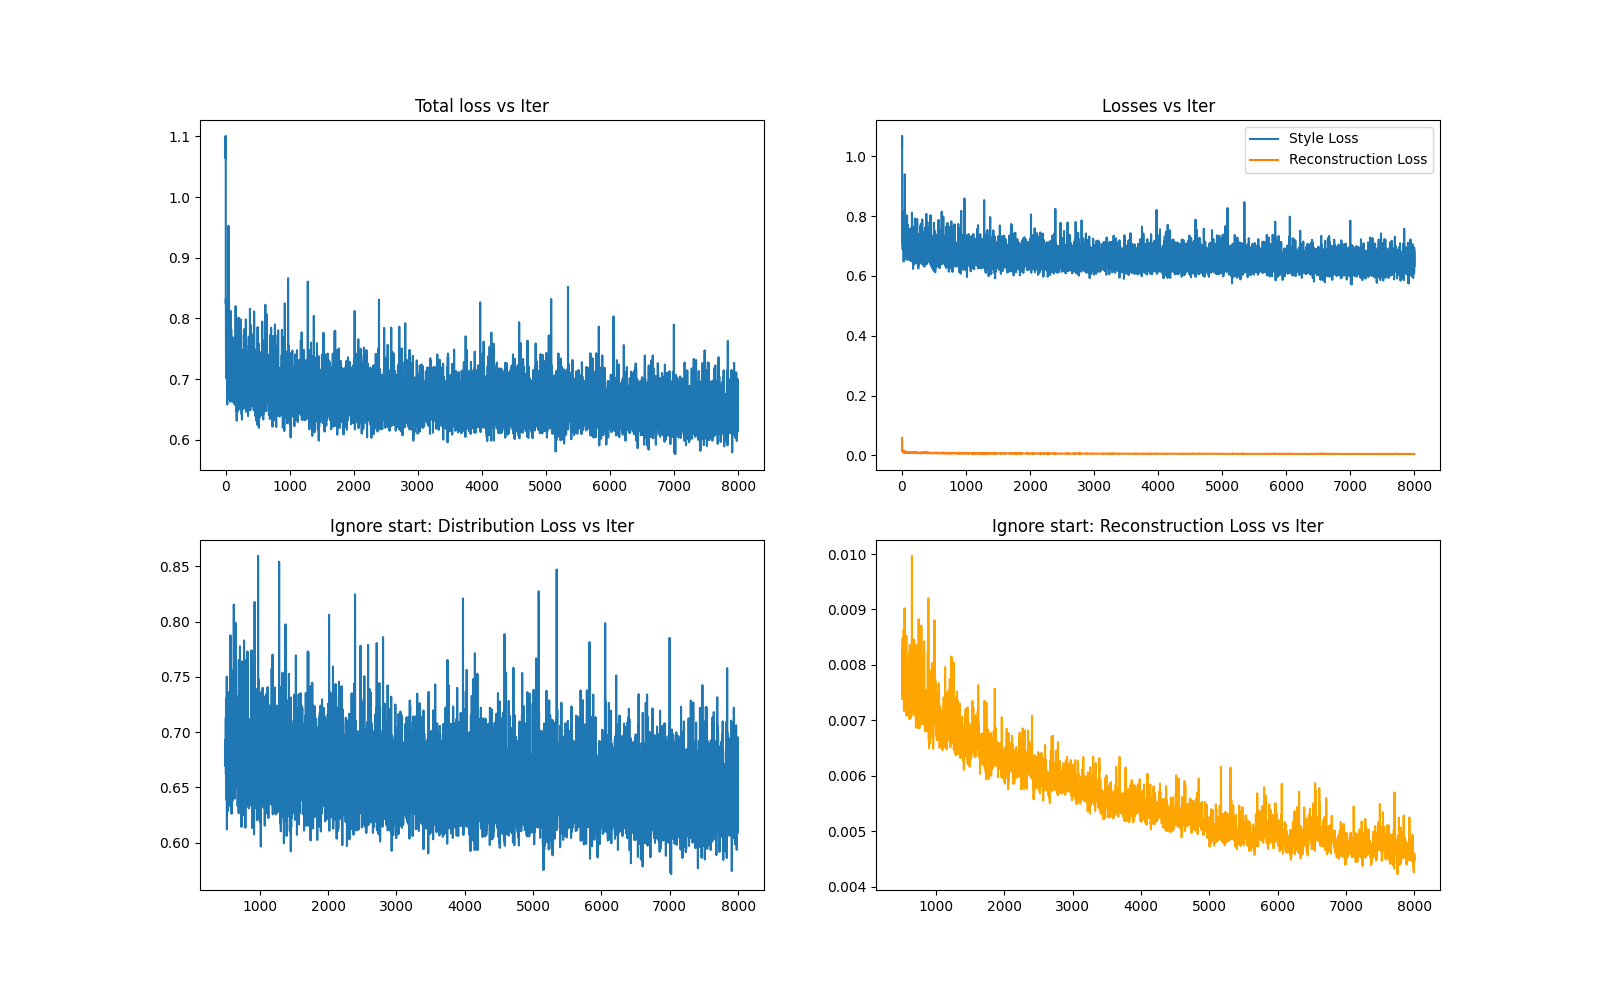 Total loss vs Iter
1.1
1.0
0.9
0.8
0.7
0.6
0 1000 2000 3000 4000 5000 6000 7000 8000
Losses vs Iter
Style Loss
Reconstruction Loss
1.0
0.8
0.6
0.4
0.2
0.0
0 1000 2000 3000 4000 5000 6000 7000 8000
Ignore start: Distribution Loss vs Iter
0.85
0.80
0.75
0.70
0.65
0.60
1000 2000 3000 4000 5000 6000 7000 8000
Ignore start: Reconstruction Loss vs Iter
0.010
0.009
0.008
0.007
0.006
0.005
0.004
1000 2000 3000 4000 5000 6000 7000 8000